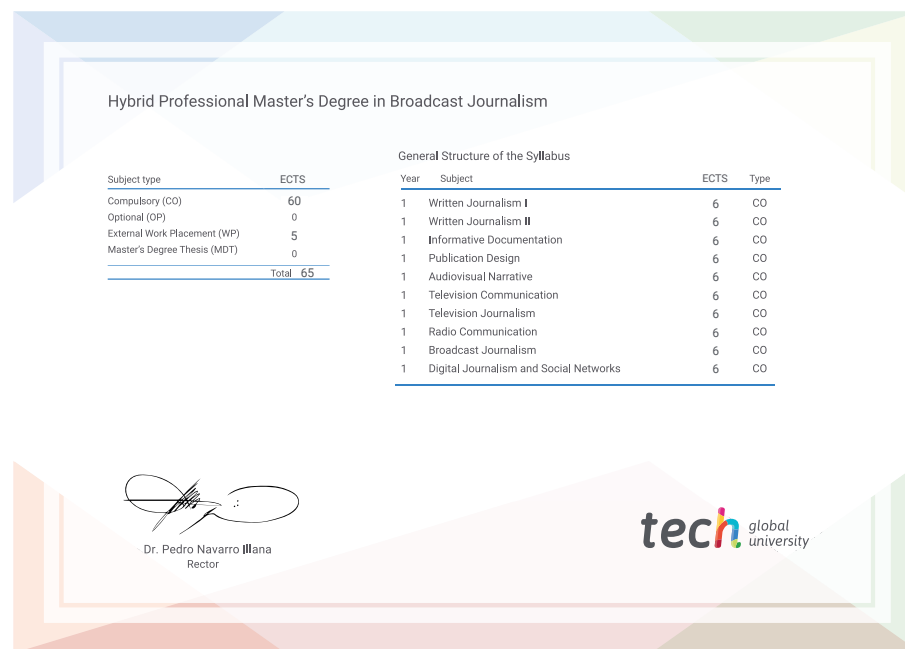 Hybrid Professional Master's Degree in Broadcast Journalism
General Structure of the Syllabus
Subject type ECTS
Compulsory (CO) 60
Optional (OP) 0
External Work Placement (WP) 5
Master's Degree Thesis (MDT) 0
Total 65
Year Subject ECTS Type
1 Written Journalism I 6 CO
1 Written Journalism II 6 CO
1 Informative Documentation 6 CO
1 Publication Design 6 CO
1 Audiovisual Narrative 6 CO
1 Television Communication 6 CO
1 Television Journalism 6 CO
1 Radio Communication 6 CO
1 Broadcast Journalism 6 CO
1 Digital Journalism and Social Networks 6 CO
Dr. Pedro Navarro Illana
Rector
tech global
university